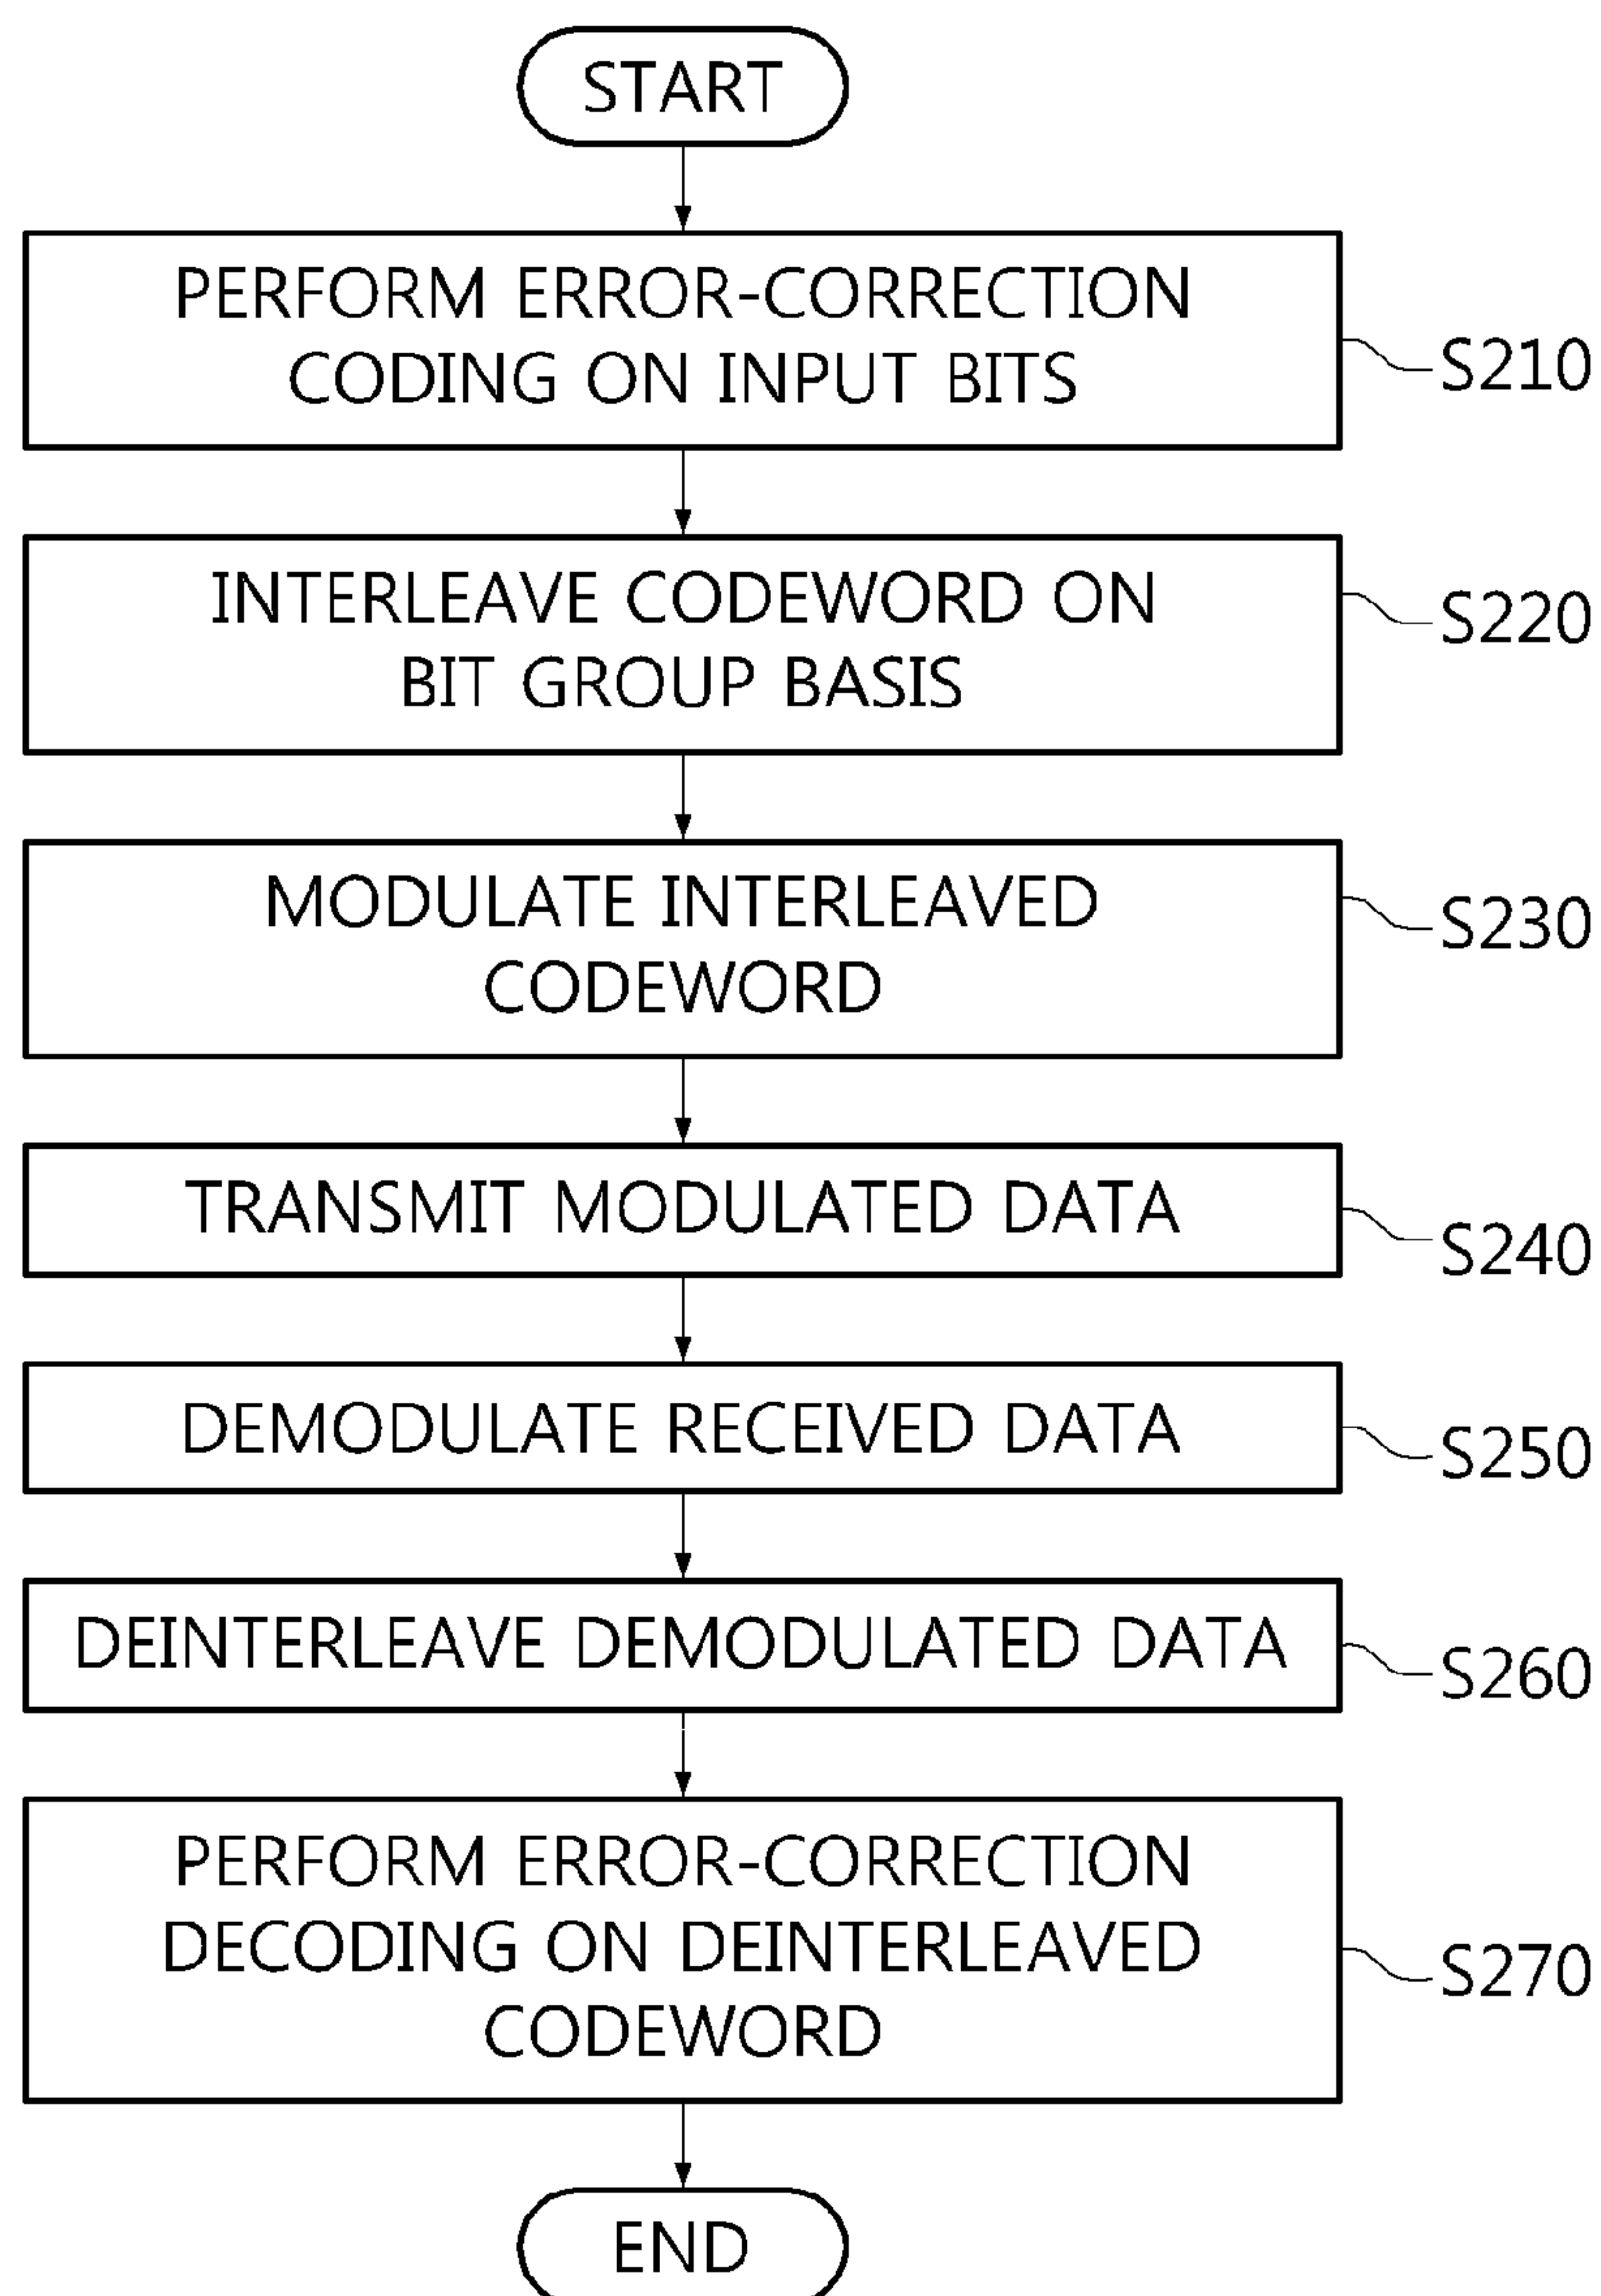 START
PERFORM ERROR-CORRECTION
CODING ON INPUT BITS
S210
INTERLEAVE CODEWORD ON
BIT GROUP BASIS
S220
MODULATE INTERLEAVED
CODEWORD
S230
TRANSMIT MODULATED DATA
S240
DEMODULATE RECEIVED DATA
S250
DEINTERLEAVE DEMODULATED DATA
S260
PERFORM ERROR-CORRECTION
DECODING ON DEINTERLEAVED
CODEWORD
S270
END